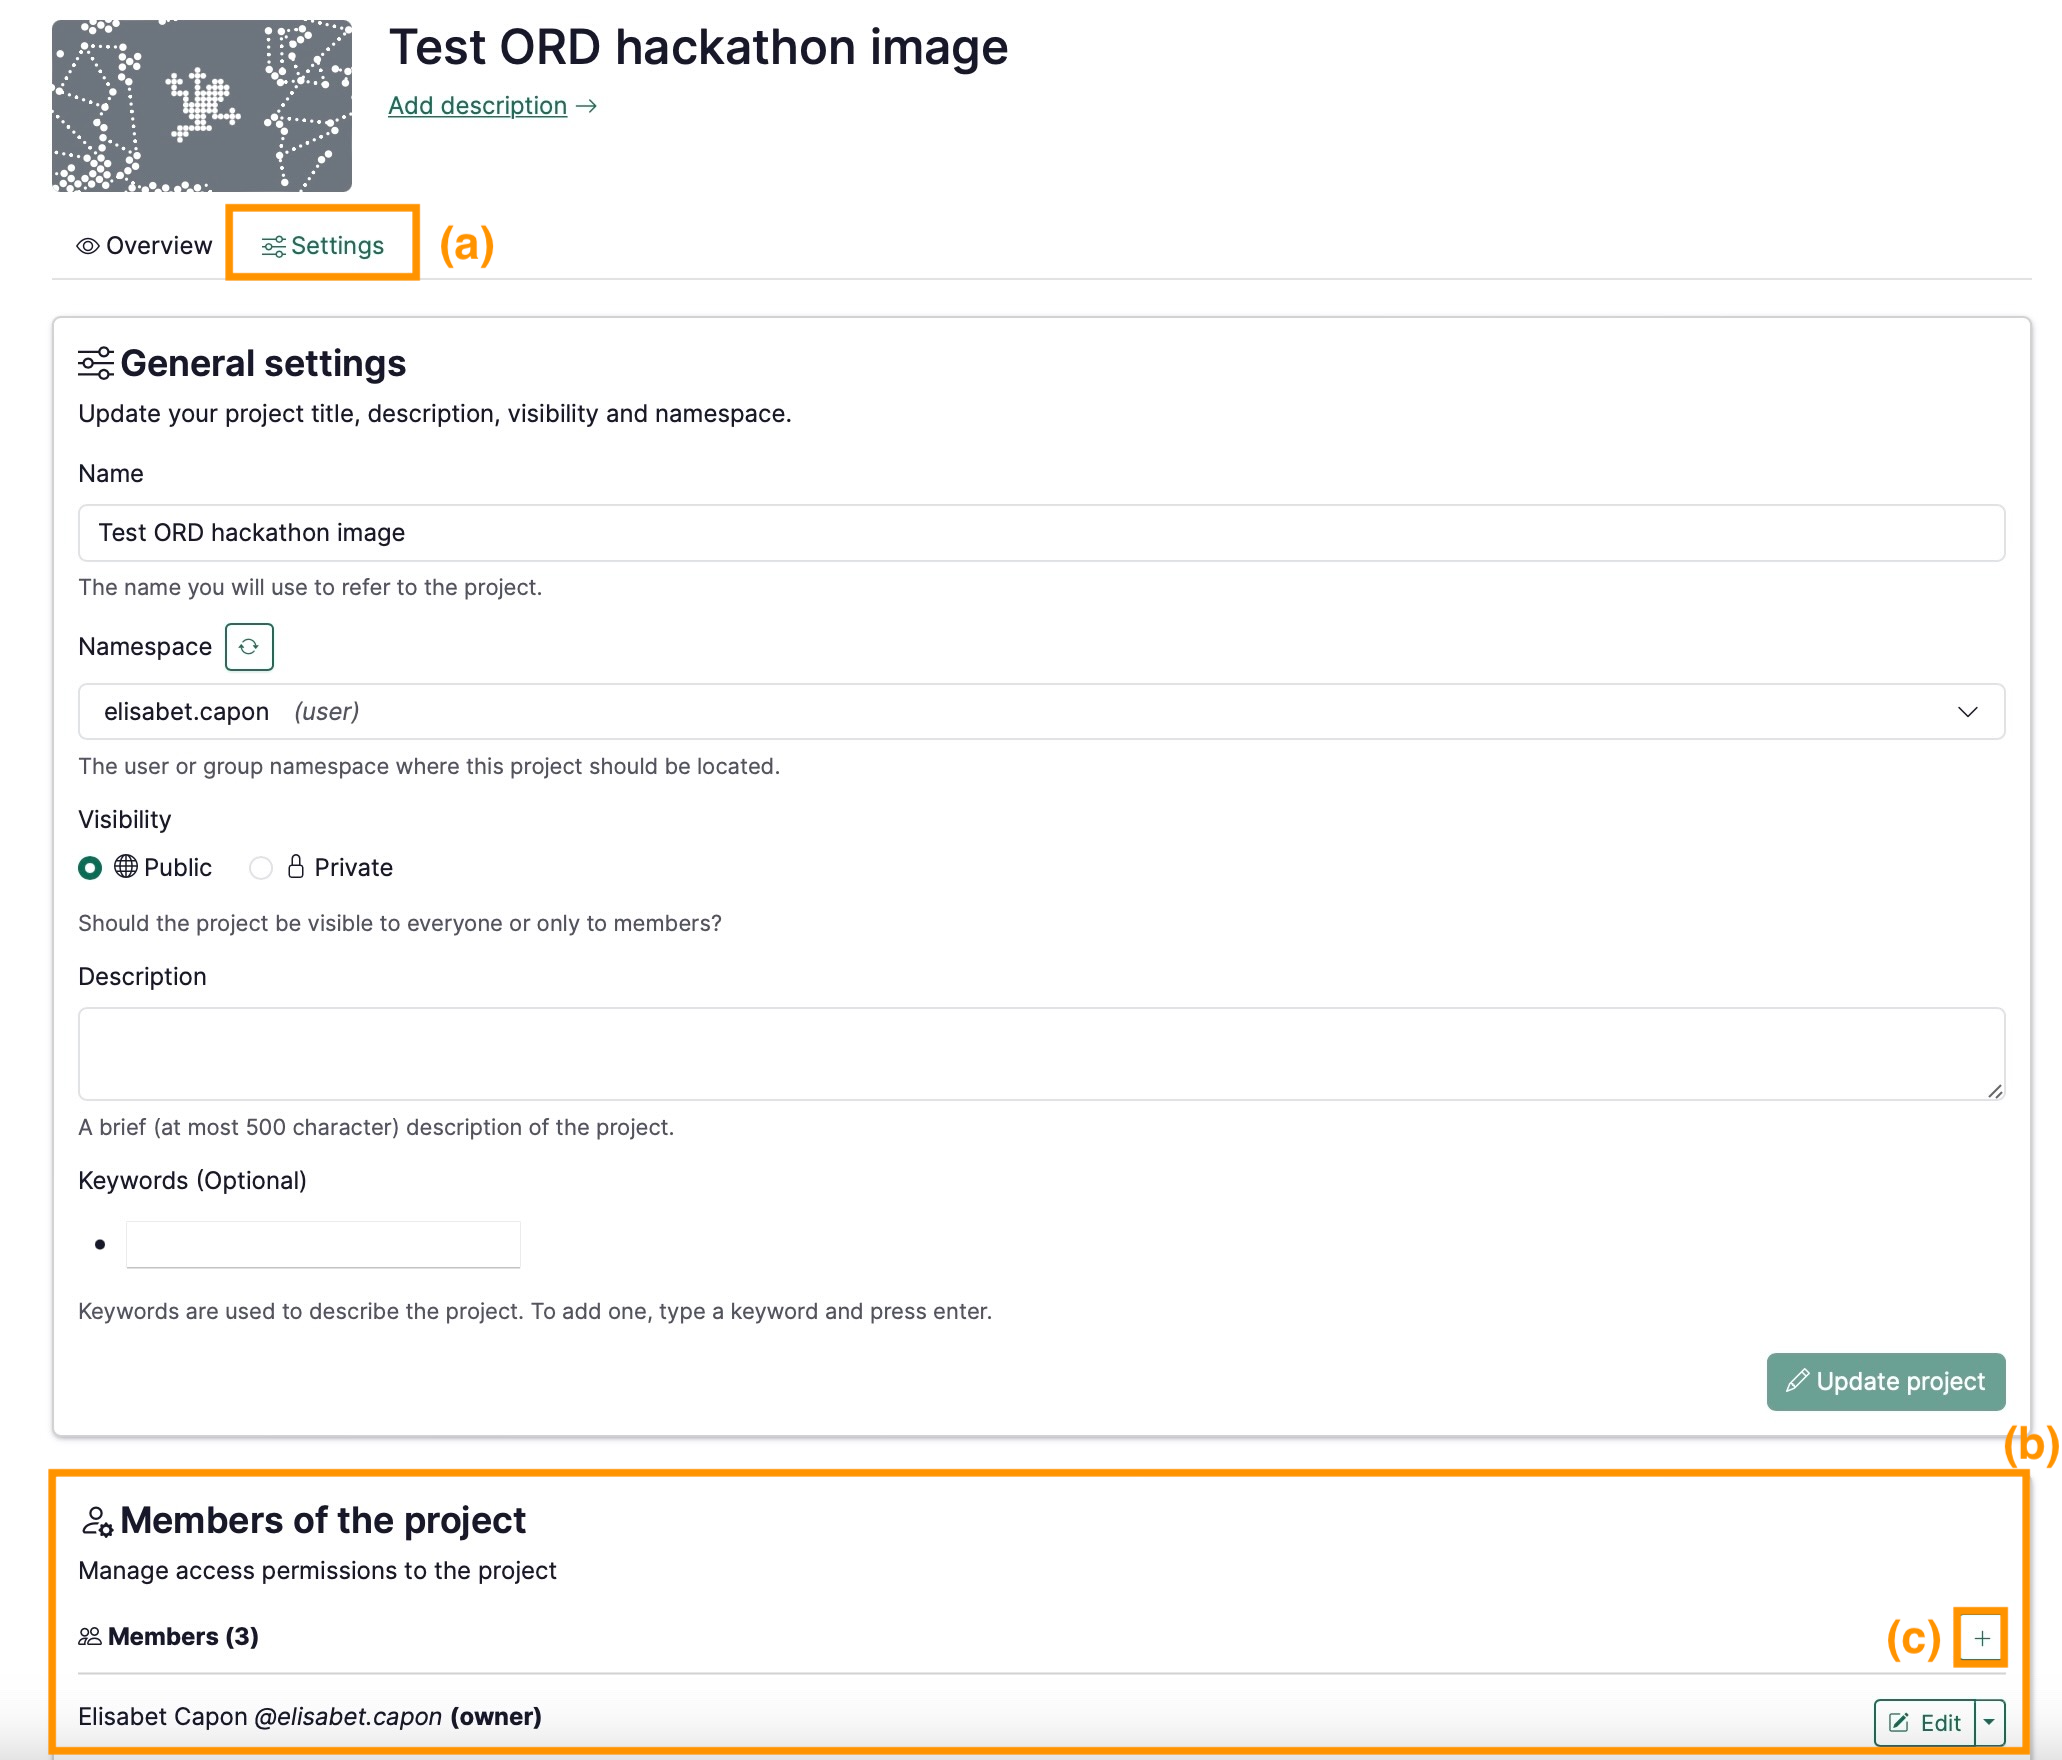 Test ORD hackathon image
Add description →
Overview Settings (a)
General settings
Update your project title, description, visibility and namespace.
Name
Test ORD hackathon image
The name you will use to refer to the project.
Namespace
elisabet.capon (user)
The user or group namespace where this project should be located.
Visibility
Public Private
Should the project be visible to everyone or only to members?
Description
A brief (at most 500 character) description of the project.
Keywords (Optional)
Keywords are used to describe the project. To add one, type a keyword and press enter.
Update project
(b)
Members of the project
Manage access permissions to the project
Members (3) (c) +
Elisabet Capon @elisabet.capon (owner) Edit